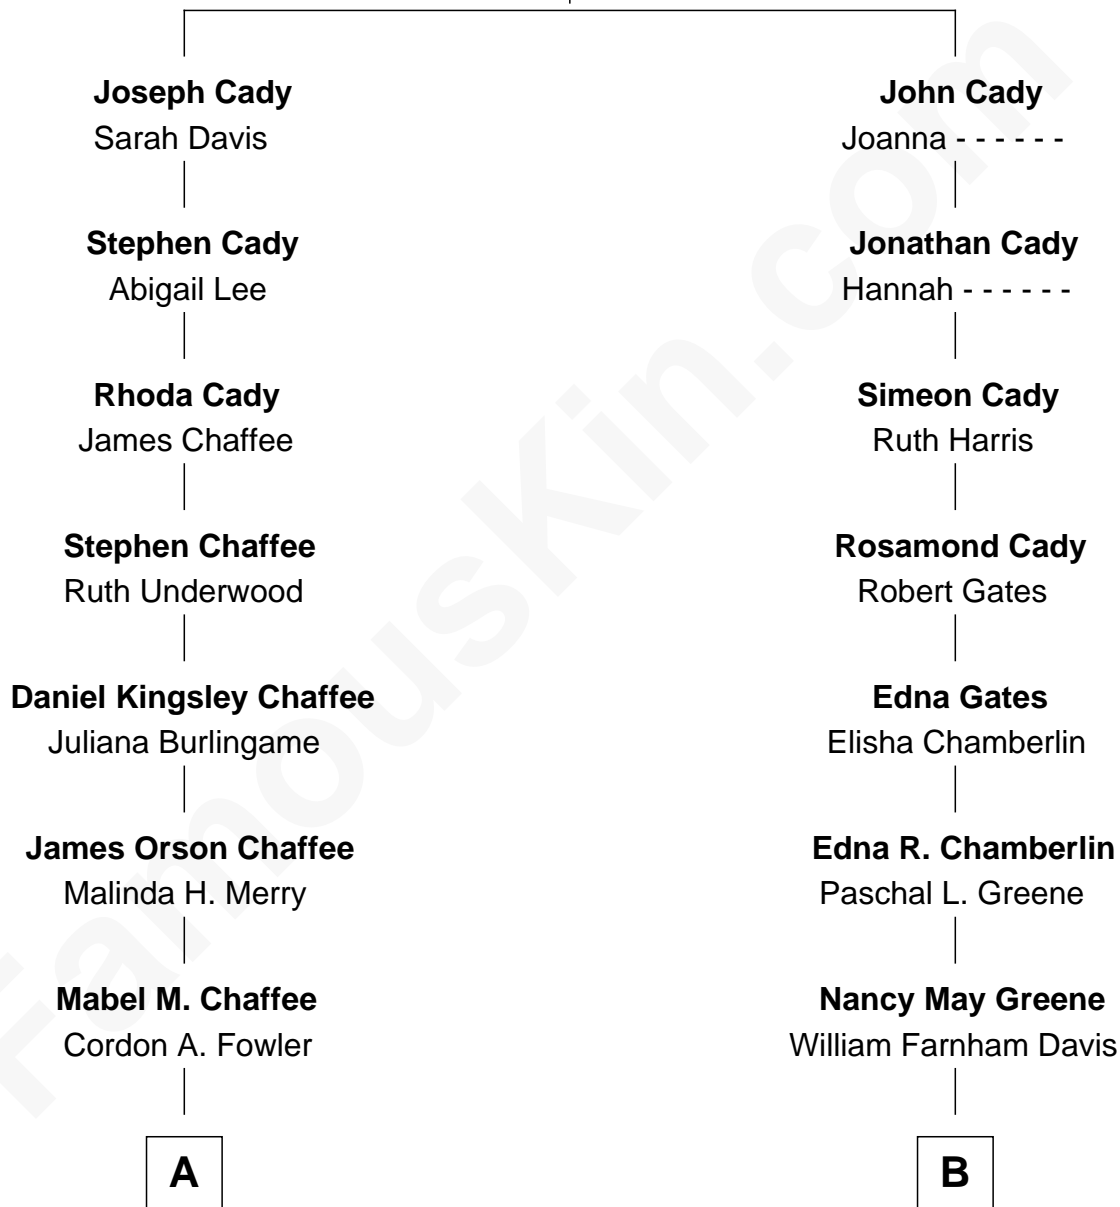 Joseph Cady
Sarah Davis
Stephen Cady
Abigail Lee
Rhoda Cady
James Chaffee
Stephen Chaffee
Ruth Underwood
Daniel Kingsley Chaffee
Juliana Burlingame
James Orson Chaffee
Malinda H. Merry
Mabel M. Chaffee
Cordon A. Fowler
A
John Cady
Joanna - - - - - -
Jonathan Cady
Hannah - - - - - -
Simeon Cady
Ruth Harris
Rosamond Cady
Robert Gates
Edna Gates
Elisha Chamberlin
Edna R. Chamberlin
Paschal L. Greene
Nancy May Greene
William Farnham Davis
B
FamousKin.com